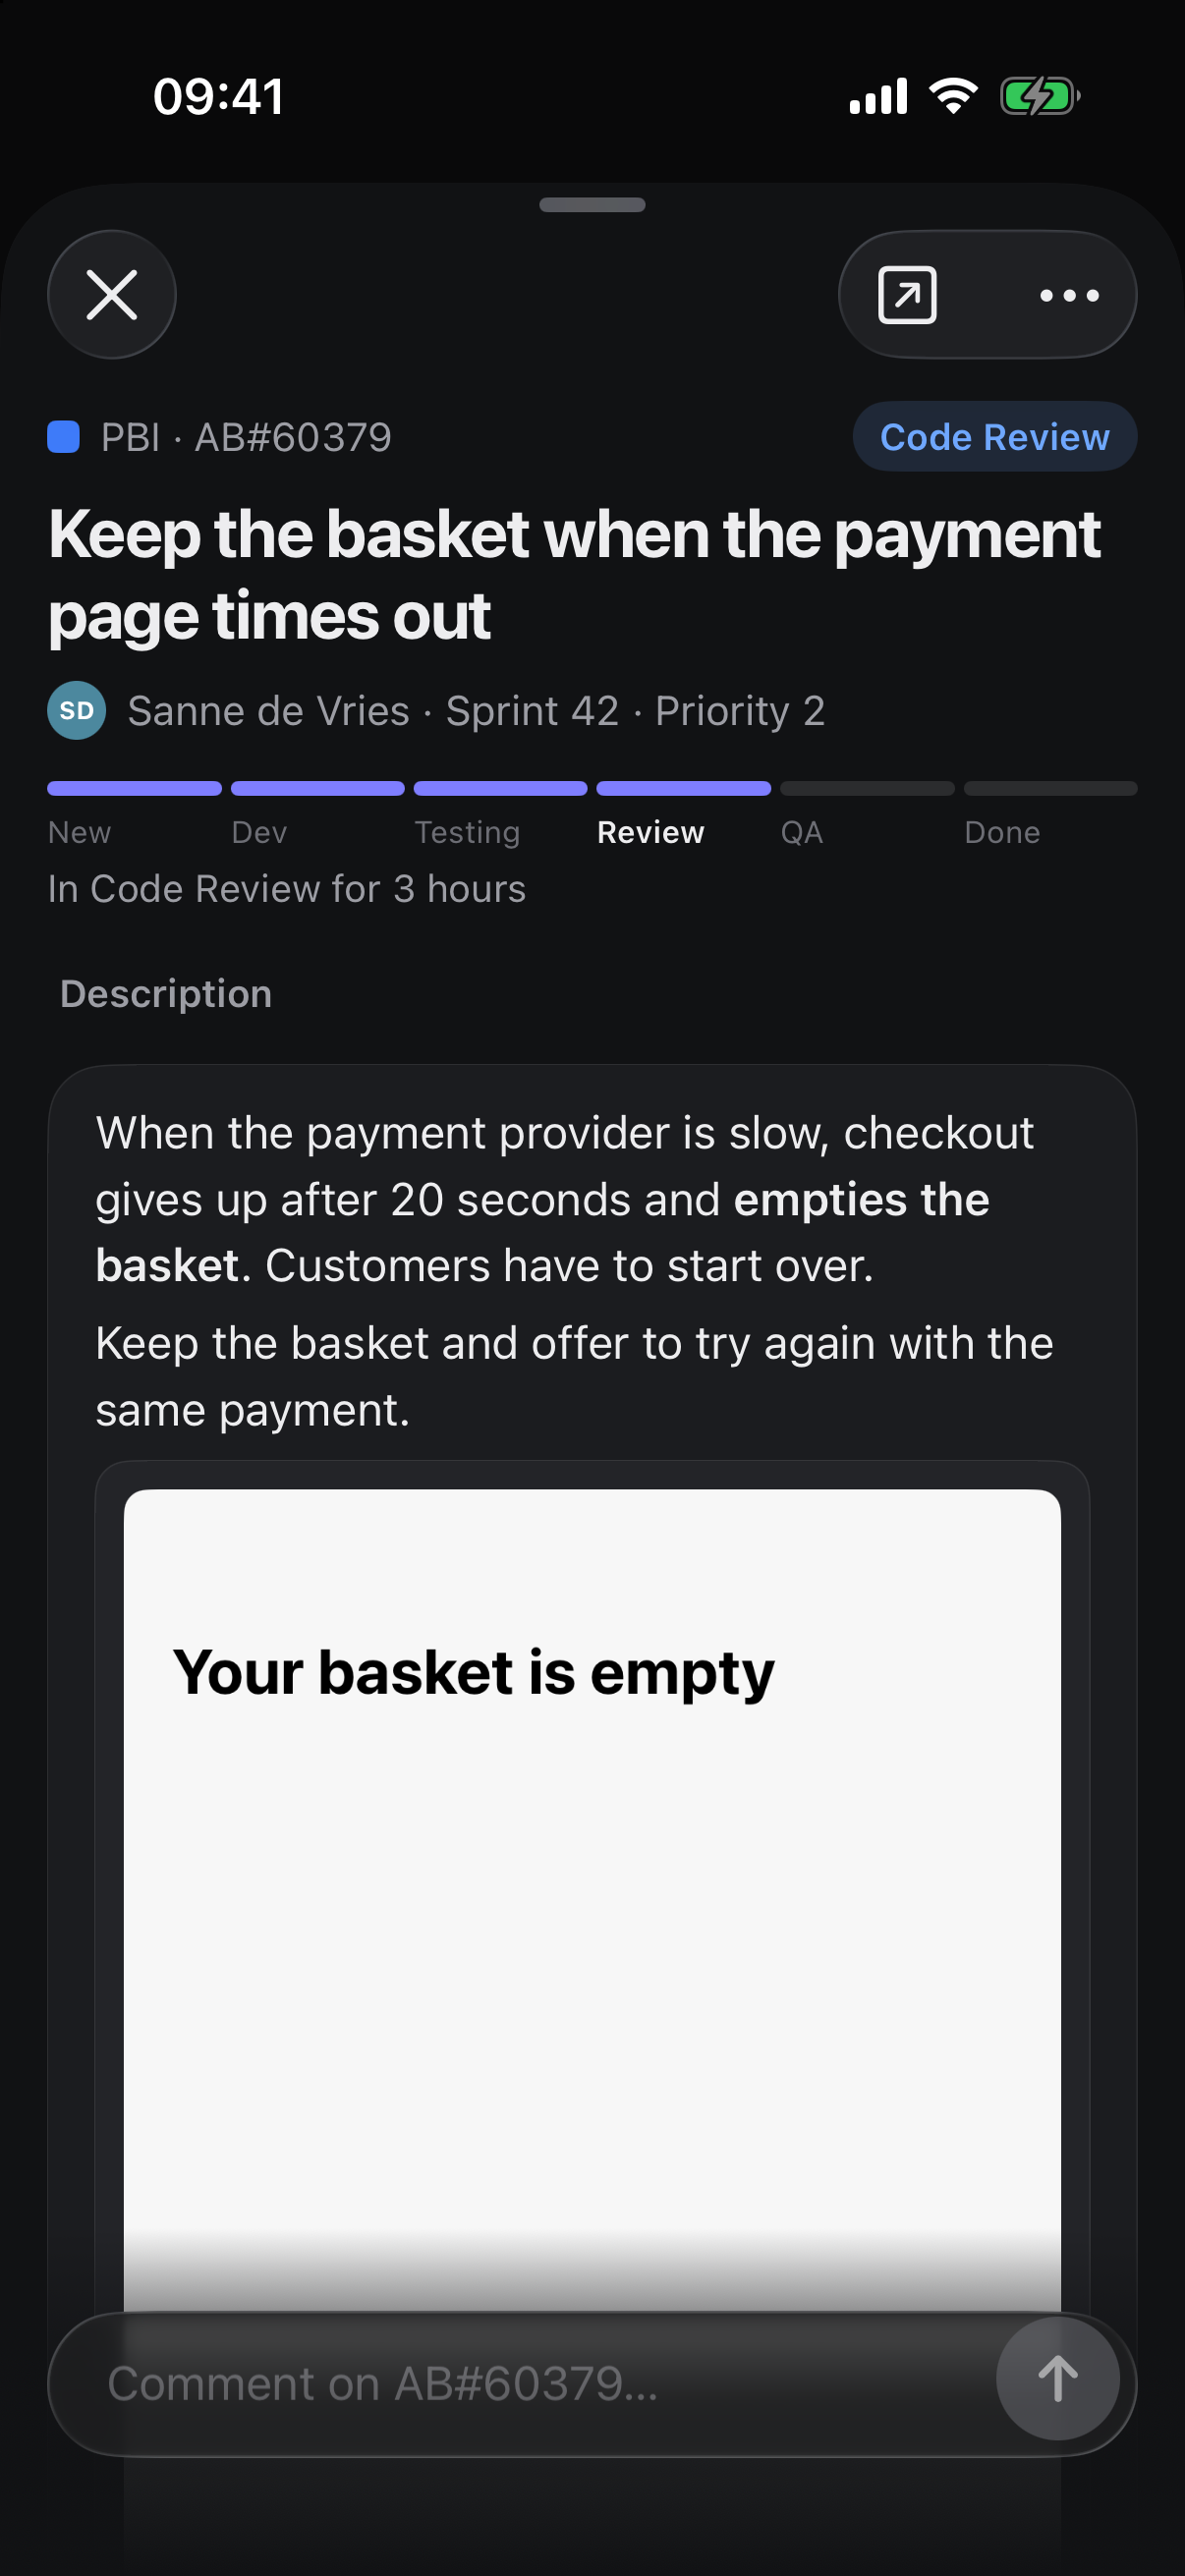 09:41
PBI · AB#60379
Code Review
Keep the basket when the payment
page times out
SD
Sanne de Vries · Sprint 42 · Priority 2
New
Dev
Testing
Review
QA
Done
In Code Review for 3 hours
Description
When the payment provider is slow, checkout
gives up after 20 seconds and empties the
basket. Customers have to start over.
Keep the basket and offer to try again with the
same payment.
Your basket is empty
Comment on AB#60379...